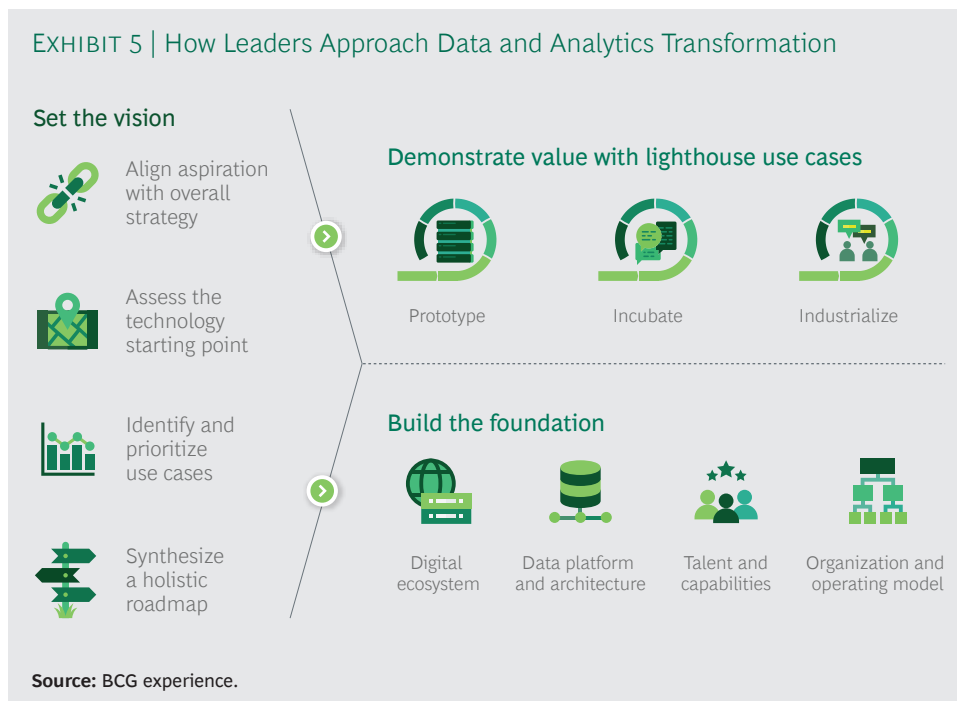 EXHIBIT 5 | How Leaders Approach Data and Analytics Transformation
Set the vision
Align aspiration
with overall
strategy
Assess the
technology
starting point
Identify and
prioritize
use cases
Synthesize
a holistic
roadmap
Demonstrate value with lighthouse use cases
Prototype
Incubate
Industrialize
Build the foundation
Digital
ecosystem
Data platform
and architecture
Talent and
capabilities
Organization and
operating model
Source: BCG experience.